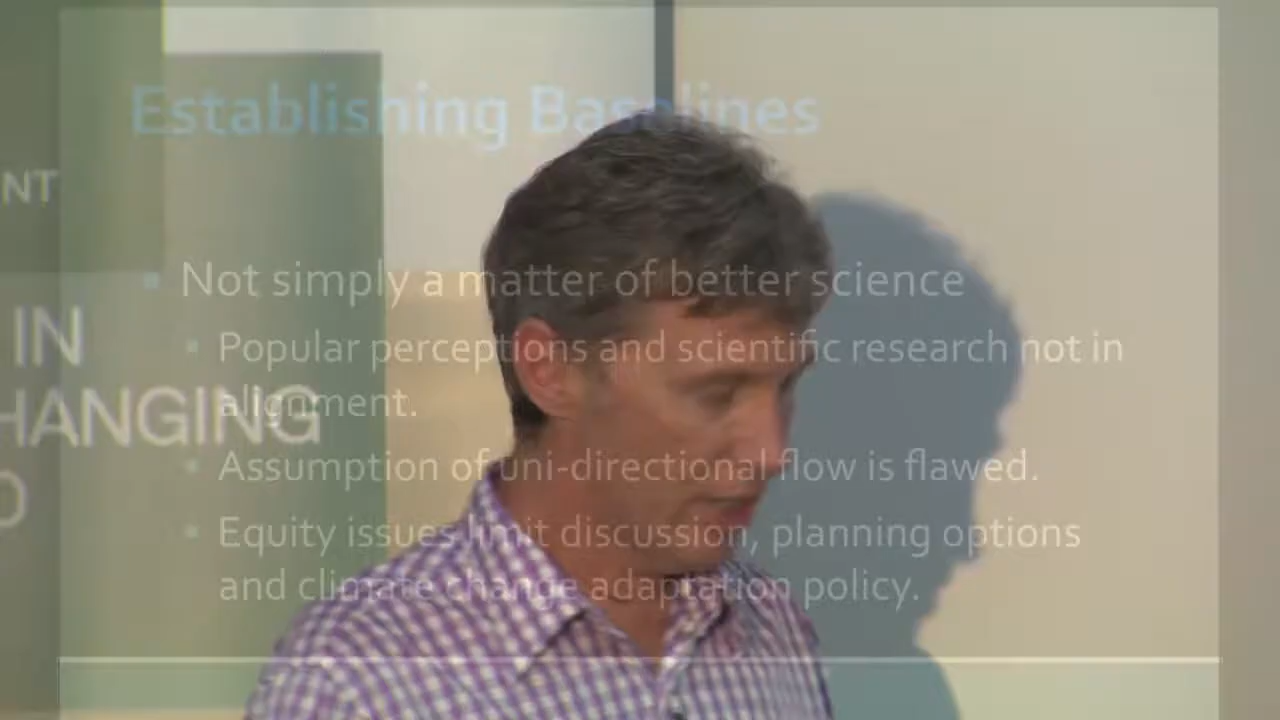 Establishing Baselines
NT
Not simply a matter of better science
IN
Popular perceptions and scientific research not in
alignment.
HANGING
Assumption of uni-directional flow is flawed.
Equity issues limit discussion, planning options
and climate change adaptation policy.